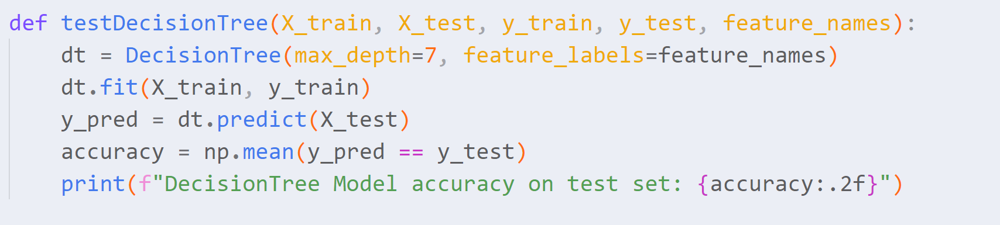 def testDecisionTree(X_train, X_test, y_train, y_test, feature_names):
    dt = DecisionTree(max_depth=7, feature_labels=feature_names)
    dt.fit(X_train, y_train)
    y_pred = dt.predict(X_test)
    accuracy = np.mean(y_pred == y_test)
    print(f"DecisionTree Model accuracy on test set: {accuracy:.2f}")